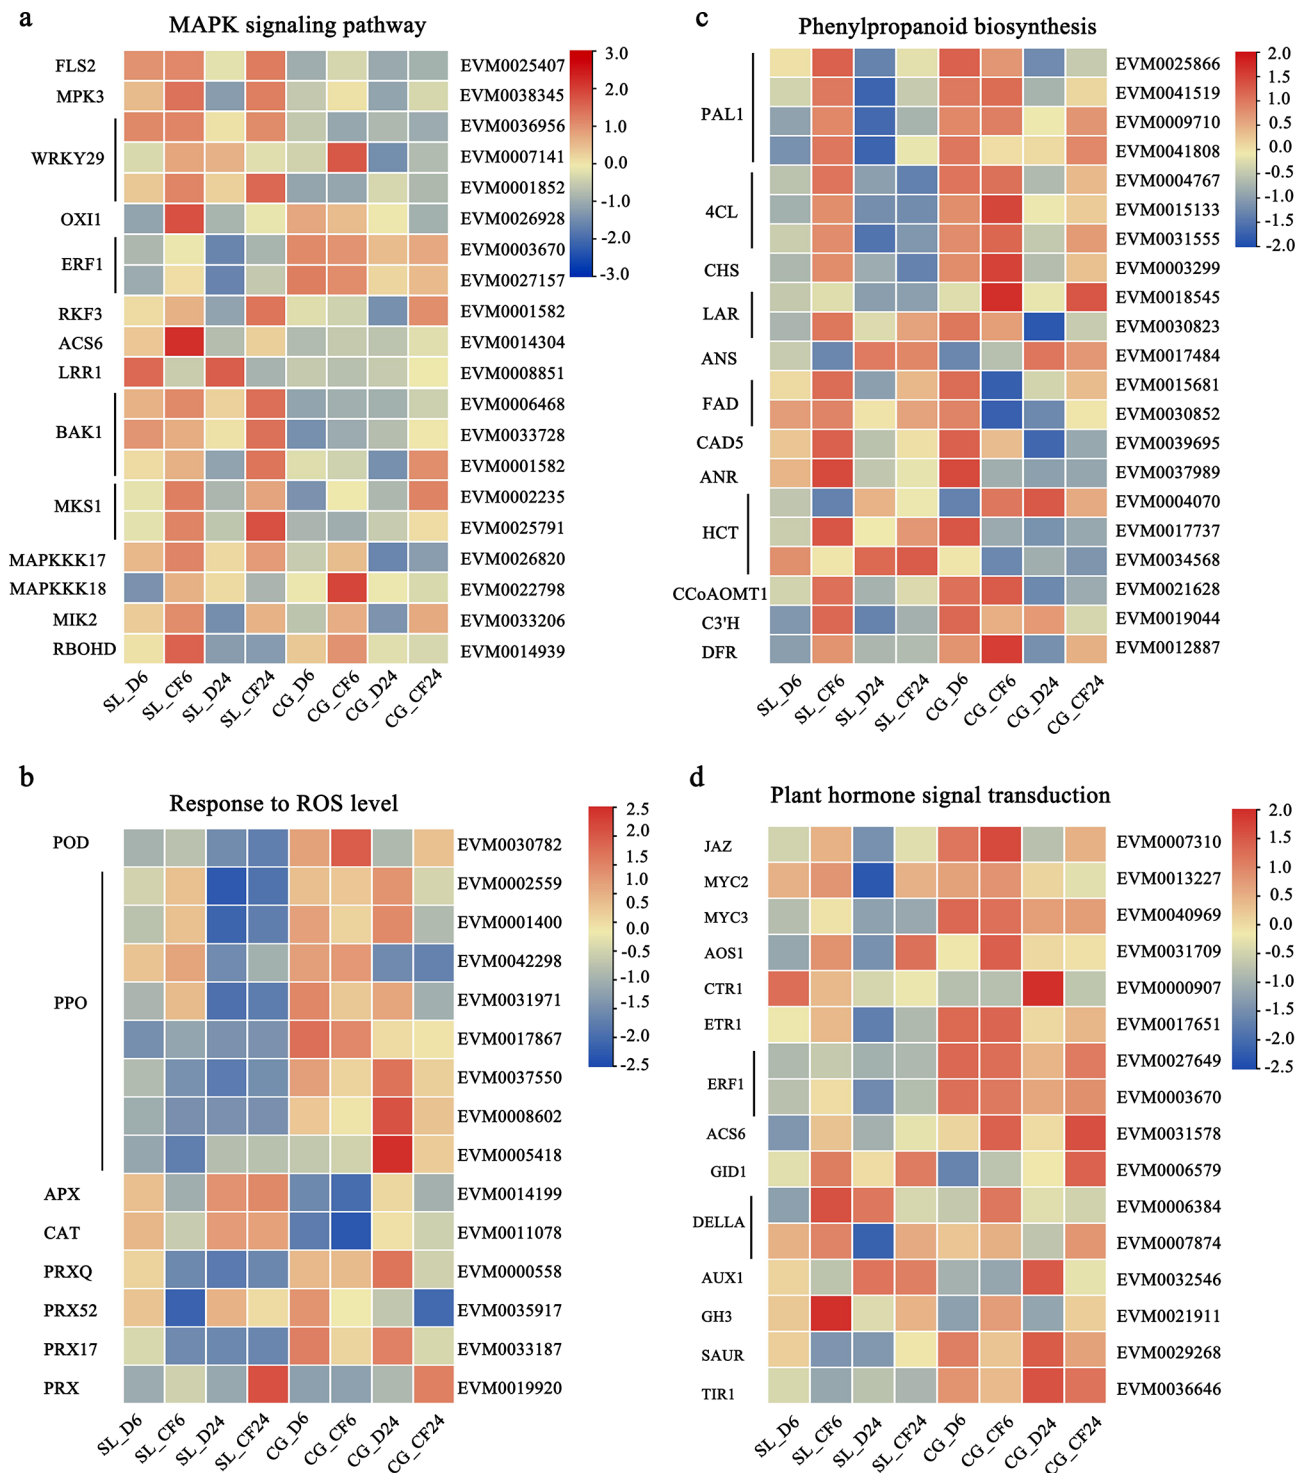 a
MAPK signaling pathway
FLS2
MPK3
WRKY29
OXI1
ERF1
RKF3
ACS6
LRR1
BAK1
MKS1
MAPKKK17
MAPKKK18
MIK2
RBOHD
EVM0025407
EVM0038345
EVM0036956
EVM0007141
EVM0001852
EVM0026928
EVM0003670
EVM0027157
EVM0001582
EVM0014304
EVM0008851
EVM0006468
EVM0033728
EVM0001582
EVM0002235
EVM0025791
EVM0026820
EVM0022798
EVM0033206
EVM0014939
3.0
2.0
1.0
0.0
-1.0
-2.0
-3.0
SL_D6
SL_CF6
SL_D24
SL_CF24
CG_D6
CG_CF6
CG_D24
CG_CF24
c
Phenylpropanoid biosynthesis
PAL1
4CL
CHS
LAR
ANS
FAD
CAD5
ANR
HCT
CCoAOMT1
C3'H
DFR
EVM0025866
EVM0041519
EVM0009710
EVM0041808
EVM0004767
EVM0015133
EVM0031555
EVM0003299
EVM0018545
EVM0030823
EVM0017484
EVM0015681
EVM0030852
EVM0039695
EVM0037989
EVM0004070
EVM0017737
EVM0034568
EVM0021628
EVM0019044
EVM0012887
2.0
1.5
1.0
0.5
-0.0
-0.5
-1.0
-1.5
-2.0
SL_D6
SL_CF6
SL_D24
SL_CF24
CG_D6
CG_CF6
CG_D24
CG_CF24
b
Response to ROS level
POD
PPO
APX
CAT
PRXQ
PRX52
PRX17
PRX
EVM0030782
EVM0002559
EVM0001400
EVM0042298
EVM0031971
EVM0017867
EVM0037550
EVM0008602
EVM0005418
EVM0014199
EVM0011078
EVM0000558
EVM0035917
EVM0033187
EVM0019920
2.5
2.0
1.5
1.0
0.5
0.0
-0.5
-1.0
-1.5
-2.0
-2.5
SL_D6
SL_CF6
SL_D24
SL_CF24
CG_D6
CG_CF6
CG_D24
CG_CF24
d
Plant hormone signal transduction
JAZ
MYC2
MYC3
AOS1
CTR1
ETR1
ERF1
ACS6
GID1
DELLA
AUX1
GH3
SAUR
TIR1
EVM0007310
EVM0013227
EVM0040969
EVM0031709
EVM0000907
EVM0017651
EVM0027649
EVM0003670
EVM0031578
EVM0006579
EVM0006384
EVM0007874
EVM0032546
EVM0021911
EVM0029268
EVM0036646
2.0
1.5
1.0
0.5
0.0
-0.5
-1.0
-1.5
-2.0
-2.5
SL_D6
SL_CF6
SL_D24
SL_CF24
CG_D6
CG_CF6
CG_D24
CG_CF24